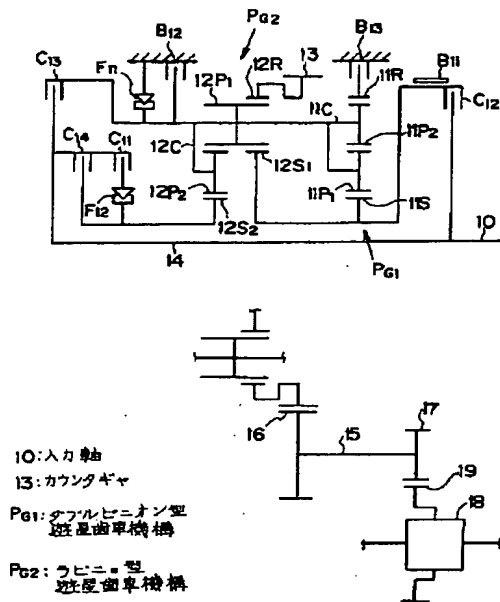 PG2
B12
B13
C13
F11
12P1
12R
13
11R
B11
C12
11C
C14
C11
12C
12S1
11P2
F12
12P2
12S2
11P1
11S
10
14
PG1
17
16
15
19
18
10:入力軸
13:カウンタギャ
PG1:ダブルピニオン型
遊星歯車機構
PG2:ラビニョ型
遊星歯車機構